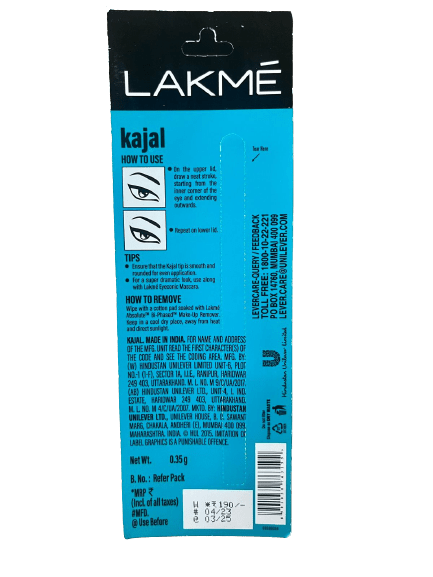 LAKMÉ
kajal
HOW TO USE
Tear Here
On the upper lid,
draw a neat stroke,
starting from the
inner corner of the
eye and extending
outwards.
Repeat on lower lid.
TIPS
Ensure that the Kajal tip is smooth and
rounded for even application.
For a super dramatic look, use along
with Lakmé Eyeconic Mascara.
HOW TO REMOVE
Wipe with a cotton pad soaked with Lakmé
Absolute Bi-Phased Make-Up Remover.
Keep in a cool dry place, away from heat
and direct sunlight.
KAJAL. MADE IN INDIA. FOR NAME AND ADDRESS
OF THE MFG. UNIT READ THE FIRST CHARACTER(S) OF
THE CODE AND SEE THE CODING AREA. MFG. BY:
(W) HINDUSTAN UNILEVER LIMITED UNIT-II, PLOT
NO.-1 (1-F), SECTOR IA, I.I.E., RANIPUR, HARIDWAR
249 403, UTTARAKHAND.
(AB) HINDUSTAN UNILEVER LTD., UNIT-I, IND.
ESTATE, HARIDWAR 249 403, UTTARAKHAND.
MKTD. BY: HINDUSTAN
UNILEVER LTD., UNILEVER HOUSE, B. D. SAWANT
MARG, CHAKALA, ANDHERI (E), MUMBAI 400 099,
MAHARASHTRA, INDIA. © HUL 2015. IMITATION OF
LABEL GRAPHICS IS A PUNISHABLE OFFENCE.
Net Wt. 0.35 g
B. No. : Refer Pack
*MRP ₹
(Incl. of all taxes)
#MFD.
@ Use Before
W *₹190/-
# 04/23
@ 03/25
LEVERCARE-QUERY / FEEDBACK
TOLL FREE: 1800-10-22-221
PO BOX 14760, MUMBAI 400 099
LEVER.CARE@UNILEVER.COM
Hindustan Unilever Limited